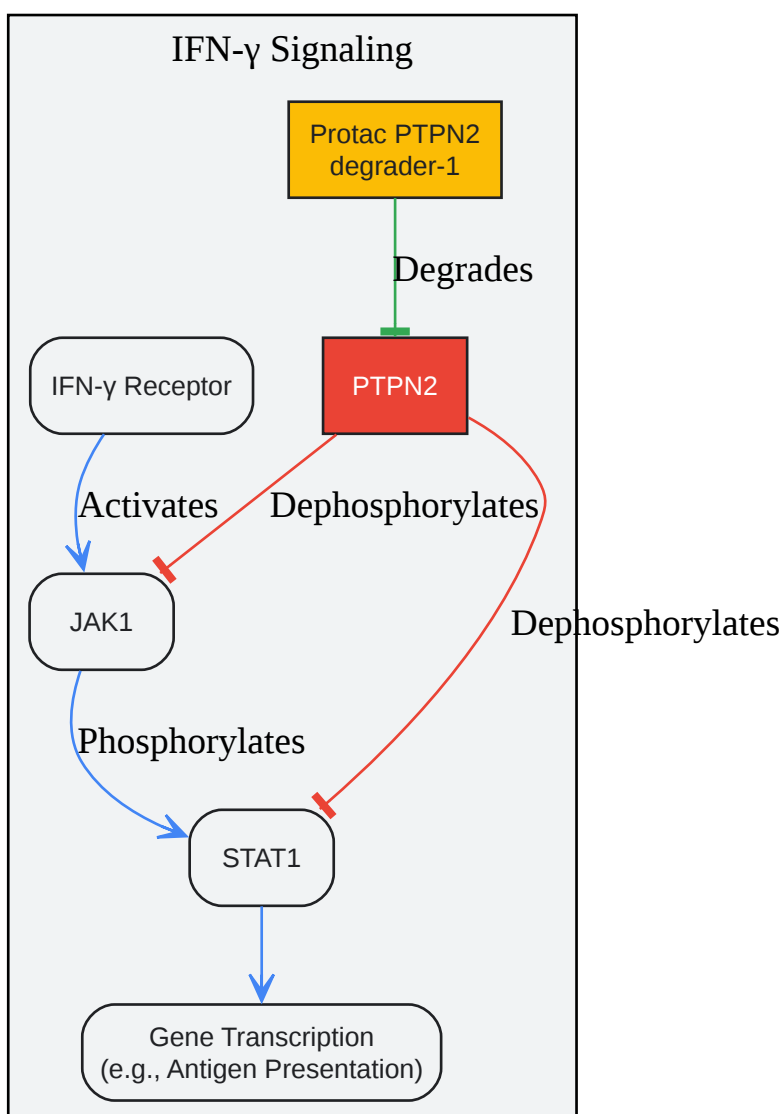 IFN-γ Signaling
Protac PTPN2
degrader-1
Degrades
IFN-γ Receptor
PTPN2
Activates
Dephosphorylates
JAK1
Dephosphorylates
Phosphorylates
STAT1
Gene Transcription
(e.g., Antigen Presentation)